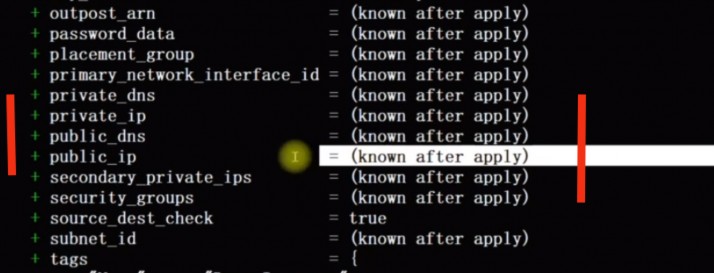 + outpost_arn = (known after apply)
+ password_data = (known after apply)
+ placement_group = (known after apply)
+ primary_network_interface_id = (known after apply)
+ private_dns = (known after apply)
+ private_ip = (known after apply)
+ public_dns = (known after apply)
+ public_ip = (known after apply)
+ secondary_private_ips = (known after apply)
+ security_groups = (known after apply)
+ source_dest_check = true
+ subnet_id = (known after apply)
+ tags = {